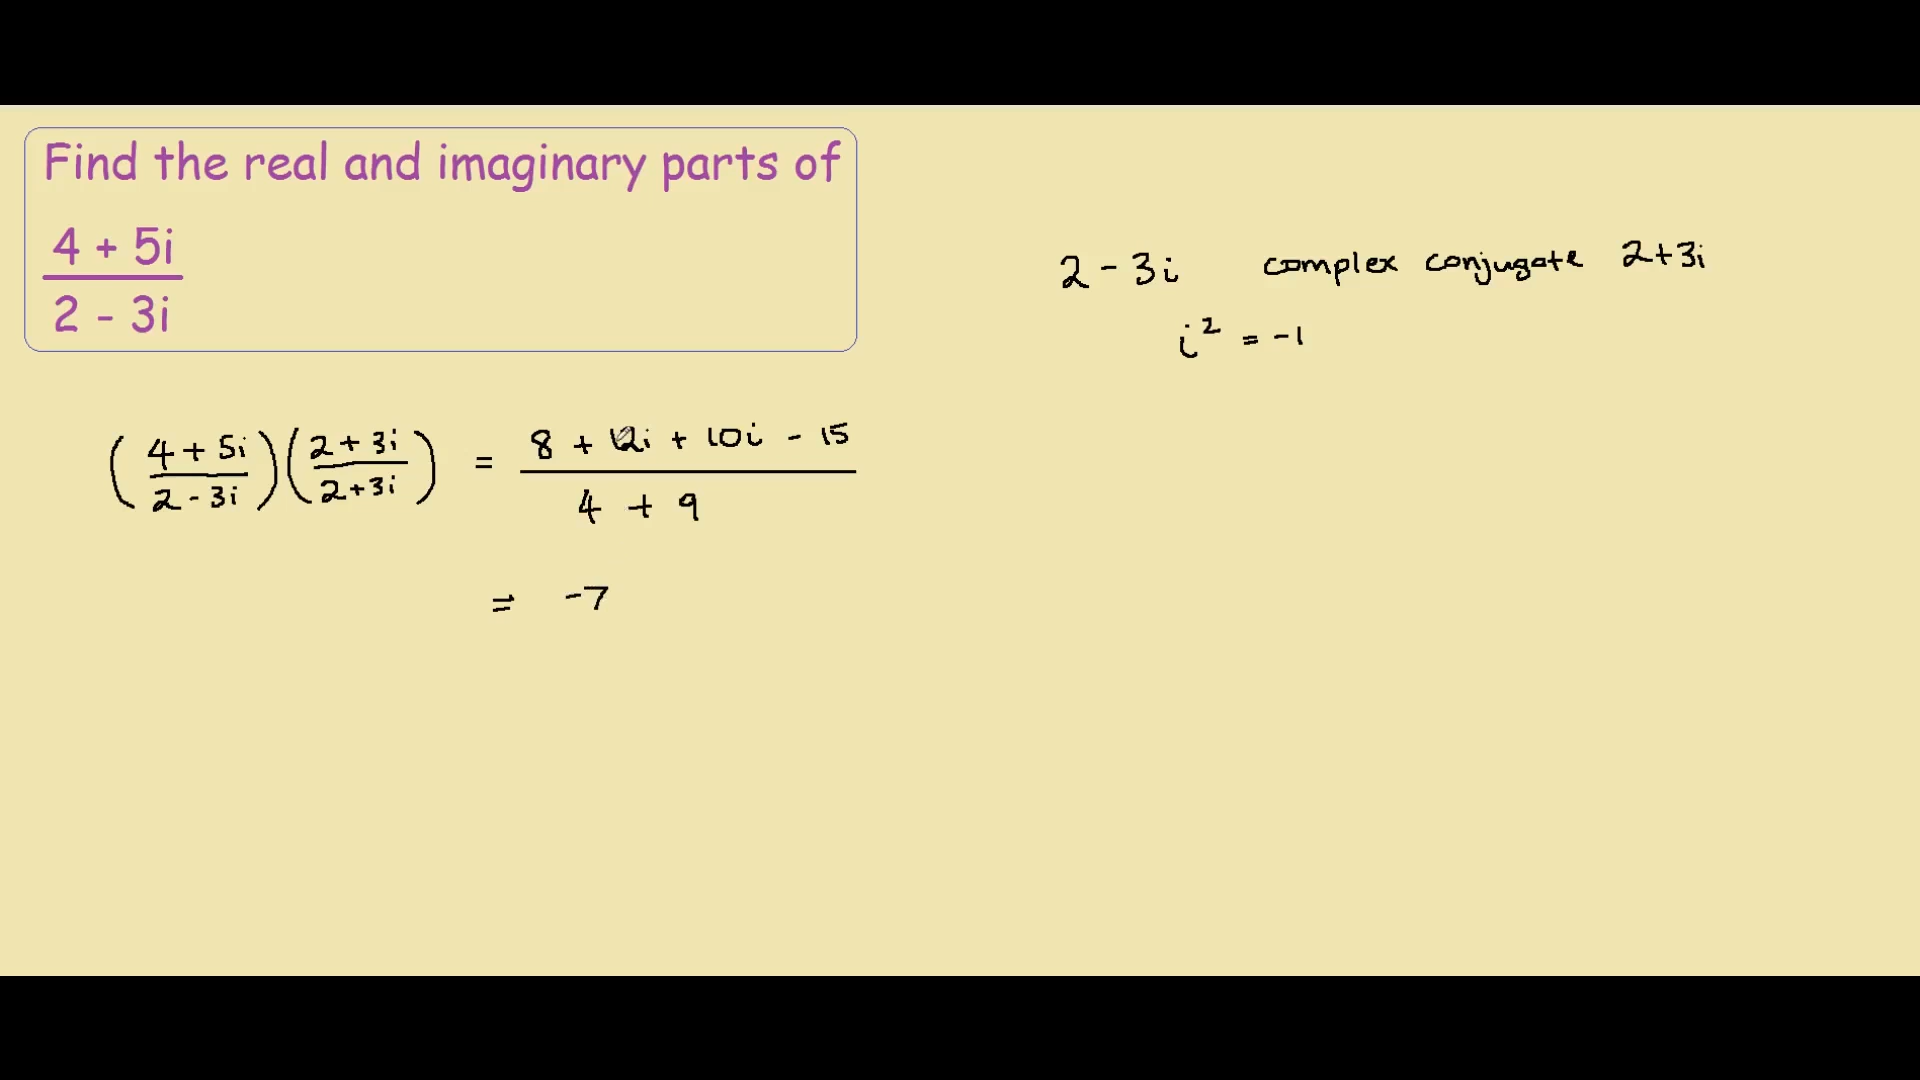 Find the real and imaginary parts of
4 + 5i
2 - 3i
2 - 3i complex conjugate 2+3i
i² = -1
(4 + 5i / 2 - 3i)(2 + 3i / 2+3i) = 8 + 12i + 10i - 15 / 4 + 9
= -7